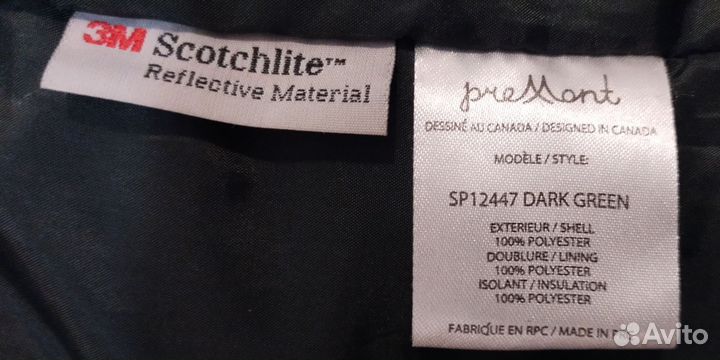 3M Scotchlite™
Reflective Material
preMont
DESSINÉ AU CANADA / DESIGNED IN CANADA
MODÈLE / STYLE:
SP12447 DARK GREEN
EXTERIEUR / SHELL
100% POLYESTER
DOUBLURE / LINING
100% POLYESTER
ISOLANT / INSULATION
100% POLYESTER
FABRIQUÉ EN RPC / MADE IN
Avito